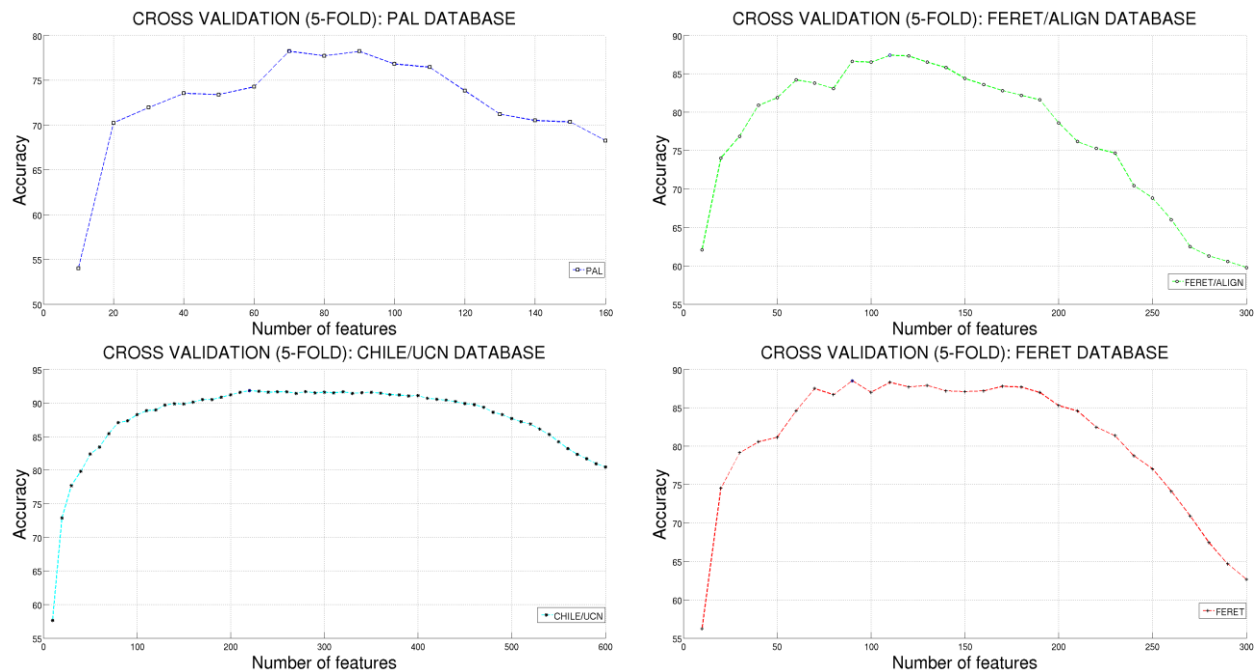 CROSS VALIDATION (5-FOLD): PAL DATABASE
80
75
70
65
60
55
50
Accuracy
0 20 40 60 80 100 120 140 160
Number of features
PAL
CROSS VALIDATION (5-FOLD): FERET/ALIGN DATABASE
90
85
80
75
70
65
60
55
Accuracy
0 50 100 150 200 250 300
Number of features
FERET/ALIGN
CROSS VALIDATION (5-FOLD): CHILE/UCN DATABASE
95
90
85
80
75
70
65
60
55
Accuracy
0 100 200 300 400 500 600
Number of features
CHILE/UCN
CROSS VALIDATION (5-FOLD): FERET DATABASE
90
85
80
75
70
65
60
55
Accuracy
0 50 100 150 200 250 300
Number of features
FERET